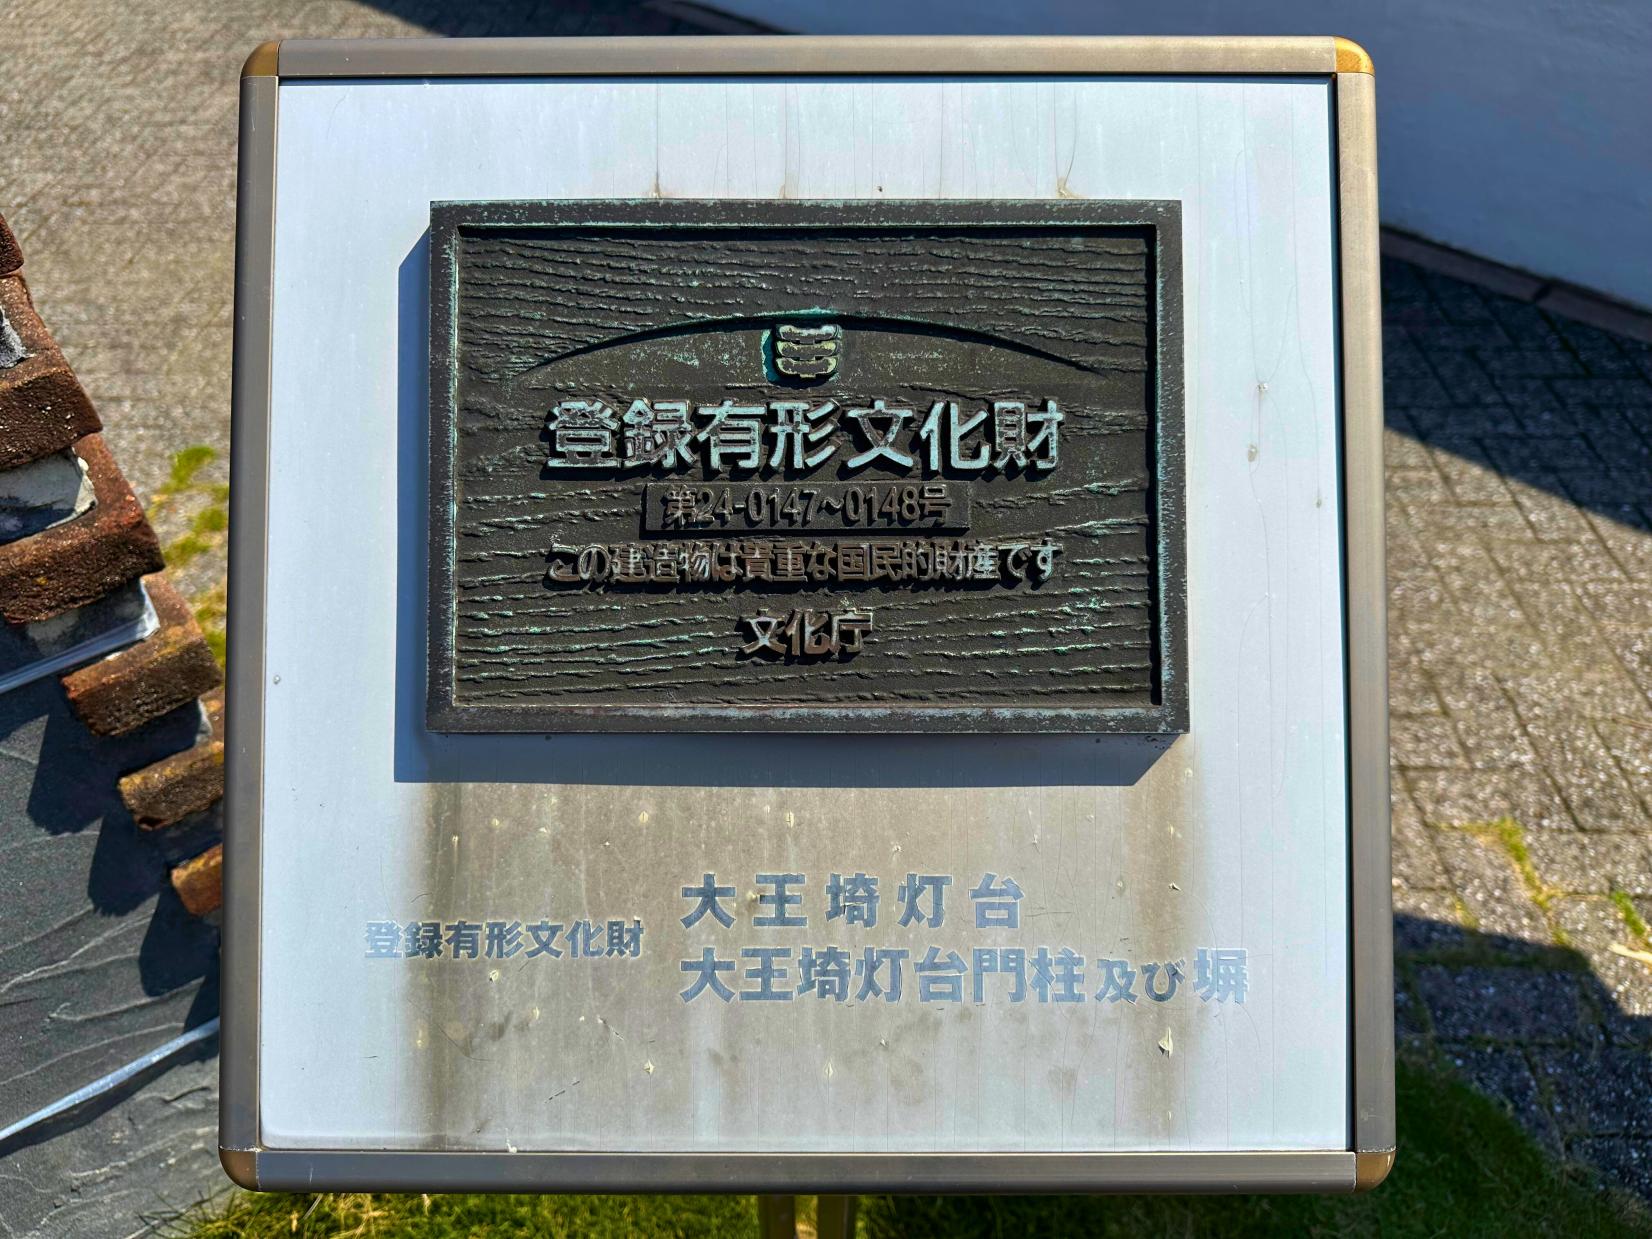 登録有形文化財
第24-0147~0148号
この建造物は貴重な国民的財産です
文化庁
登録有形文化財
大王埼灯台
大王埼灯台門柱及び塀